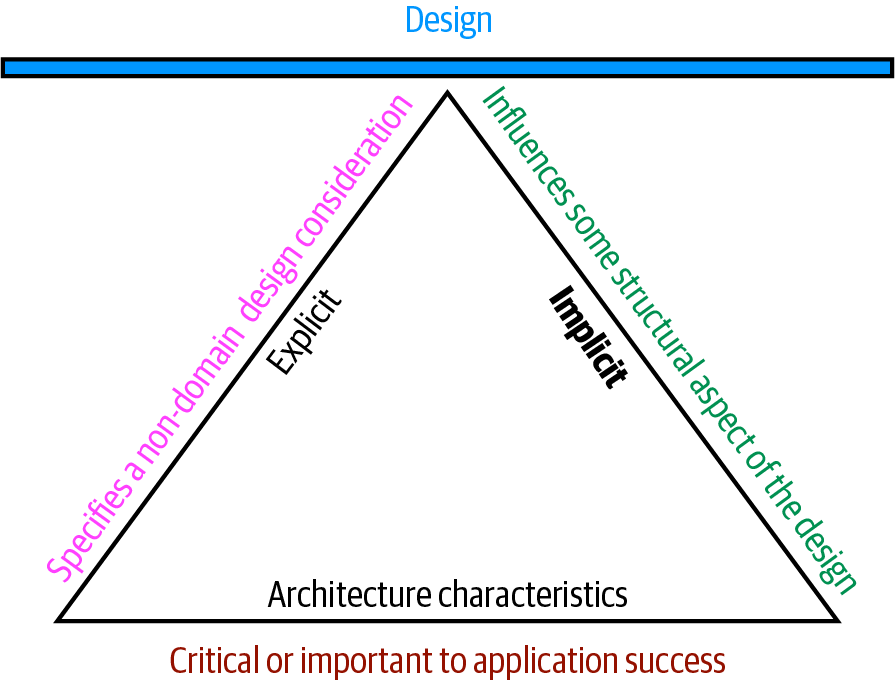 Design
Specifies a non-domain design consideration
Explicit
Influences some structural aspect of the design
Implicit
Architecture characteristics
Critical or important to application success